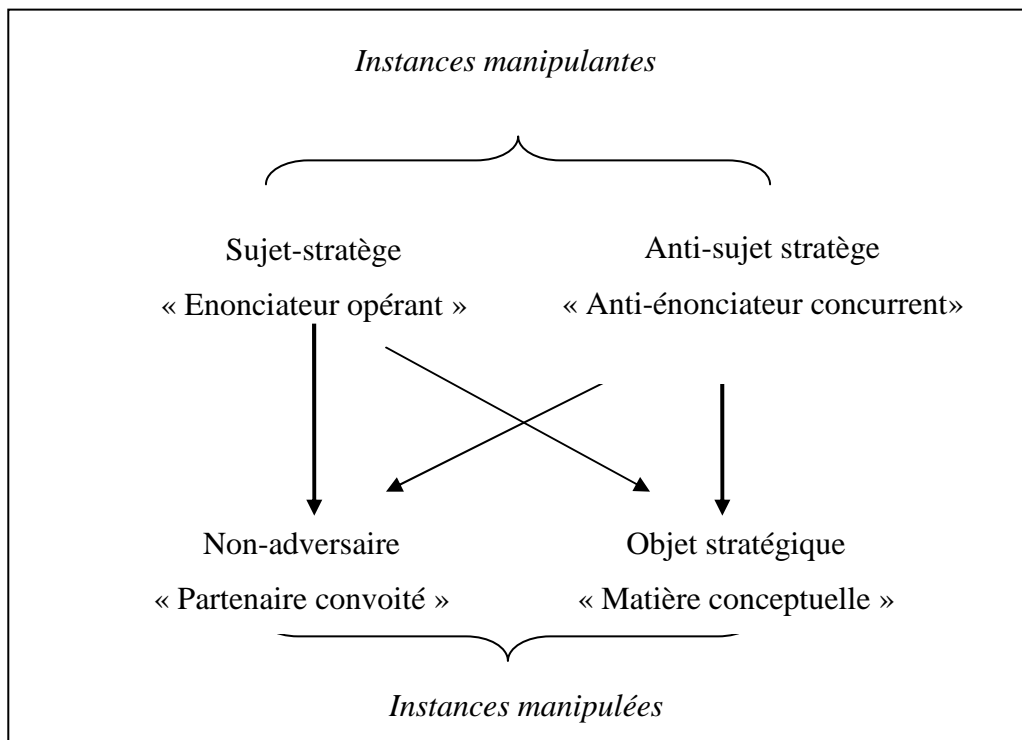 Instances manipulantes
Sujet-stratège
Anti-sujet stratège
« Enonciateur opérant »
« Anti-énonciateur concurrent»
Non-adversaire
Objet stratégique
« Partenaire convoité »
« Matière conceptuelle »
Instances manipulées